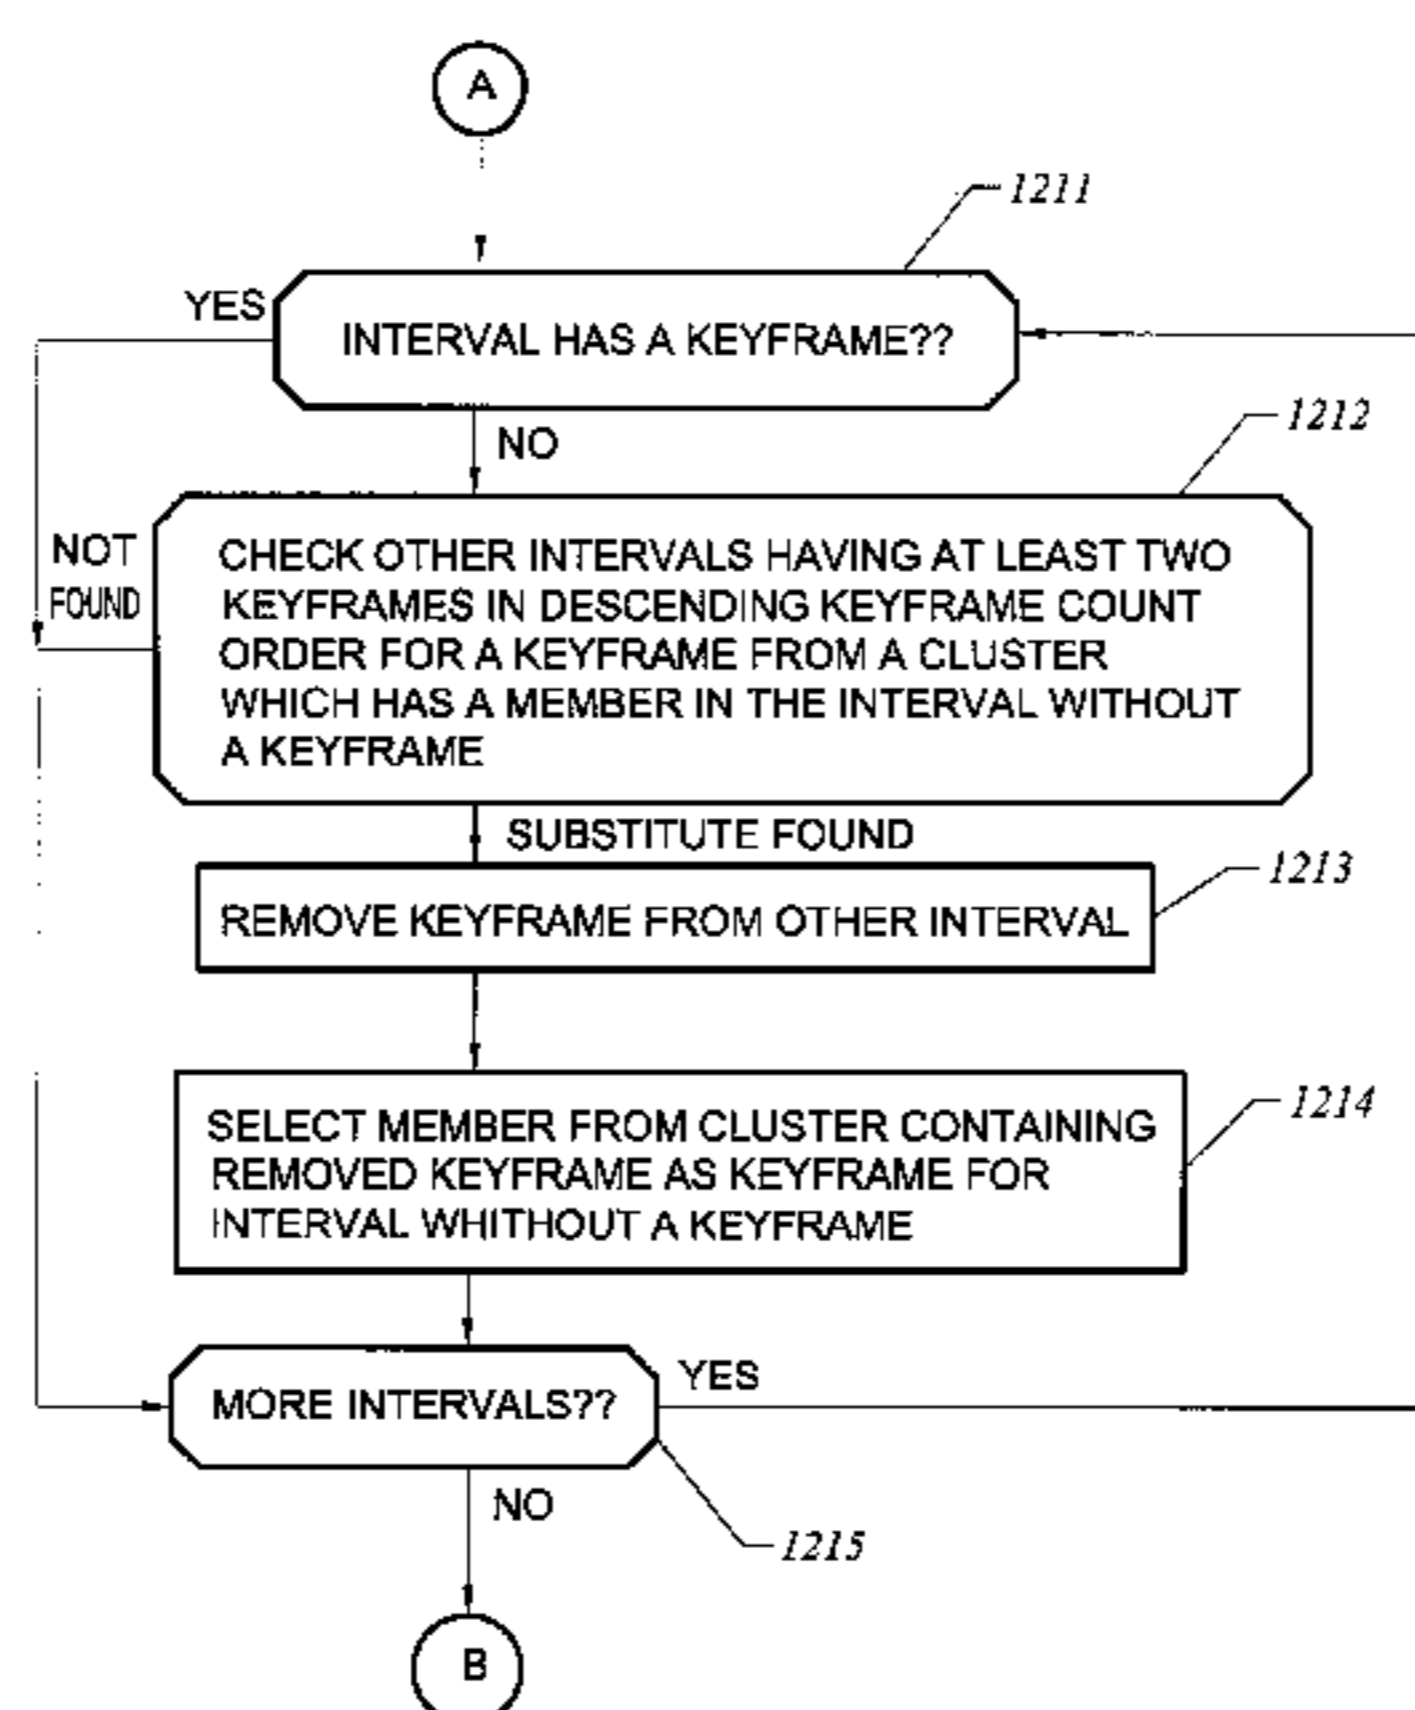 A
1211
YES
INTERVAL HAS A KEYFRAME??
1212
NO
NOT
FOUND
CHECK OTHER INTERVALS HAVING AT LEAST TWO
KEYFRAMES IN DESCENDING KEYFRAME COUNT
ORDER FOR A KEYFRAME FROM A CLUSTER
WHICH HAS A MEMBER IN THE INTERVAL WITHOUT
A KEYFRAME
SUBSTITUTE FOUND
1213
REMOVE KEYFRAME FROM OTHER INTERVAL
1214
SELECT MEMBER FROM CLUSTER CONTAINING
REMOVED KEYFRAME AS KEYFRAME FOR
INTERVAL WHITHOUT A KEYFRAME
MORE INTERVALS??
YES
NO
1215
B